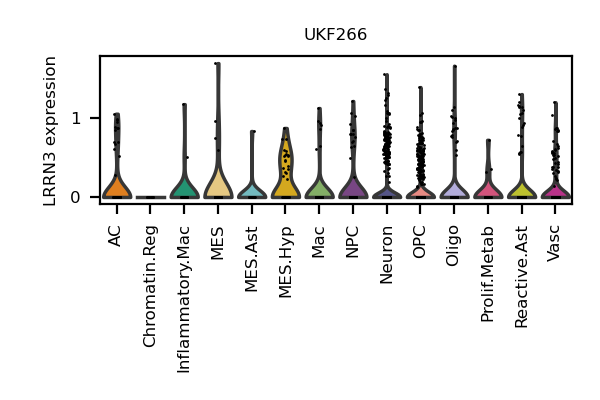 UKF266
LRRN3 expression
1
0
AC
Chromatin.Reg
Inflammatory.Mac
MES
MES.Ast
MES.Hyp
Mac
NPC
Neuron
OPC
Oligo
Prolif.Metab
Reactive.Ast
Vasc